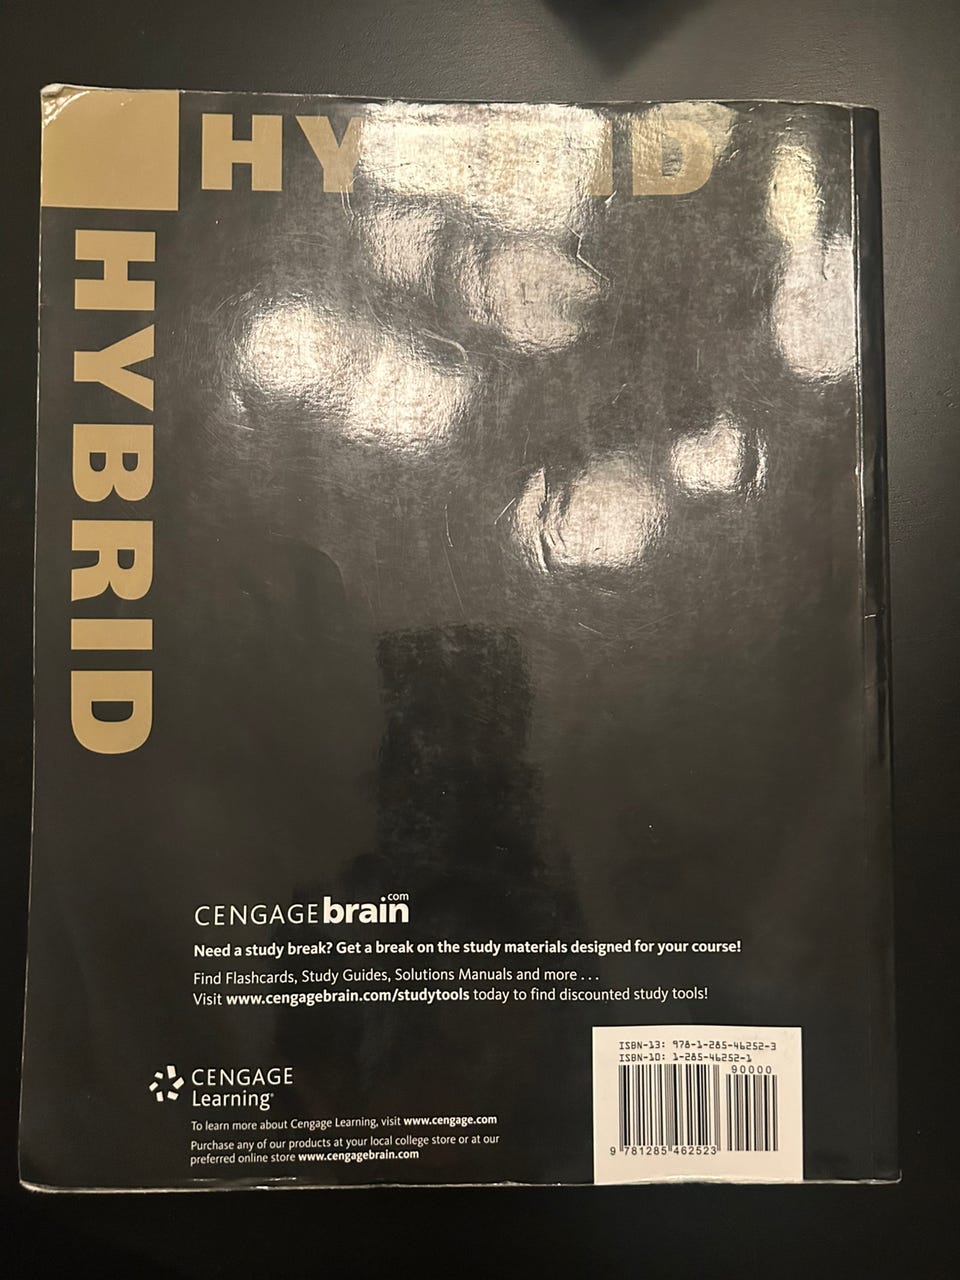 HYBRID
HYBRID
CENGAGEbrain.com
Need a study break? Get a break on the study materials designed for your course!
Find Flashcards, Study Guides, Solutions Manuals and more . . .
Visit www.cengagebrain.com/studytools today to find discounted study tools!
CENGAGE
Learning®
To learn more about Cengage Learning, visit www.cengage.com
Purchase any of our products at your local college store or at our
preferred online store www.cengagebrain.com
ISBN-13: 978-1-285-46252-3
ISBN-10: 1-285-46252-1
90000
9 781285 462523